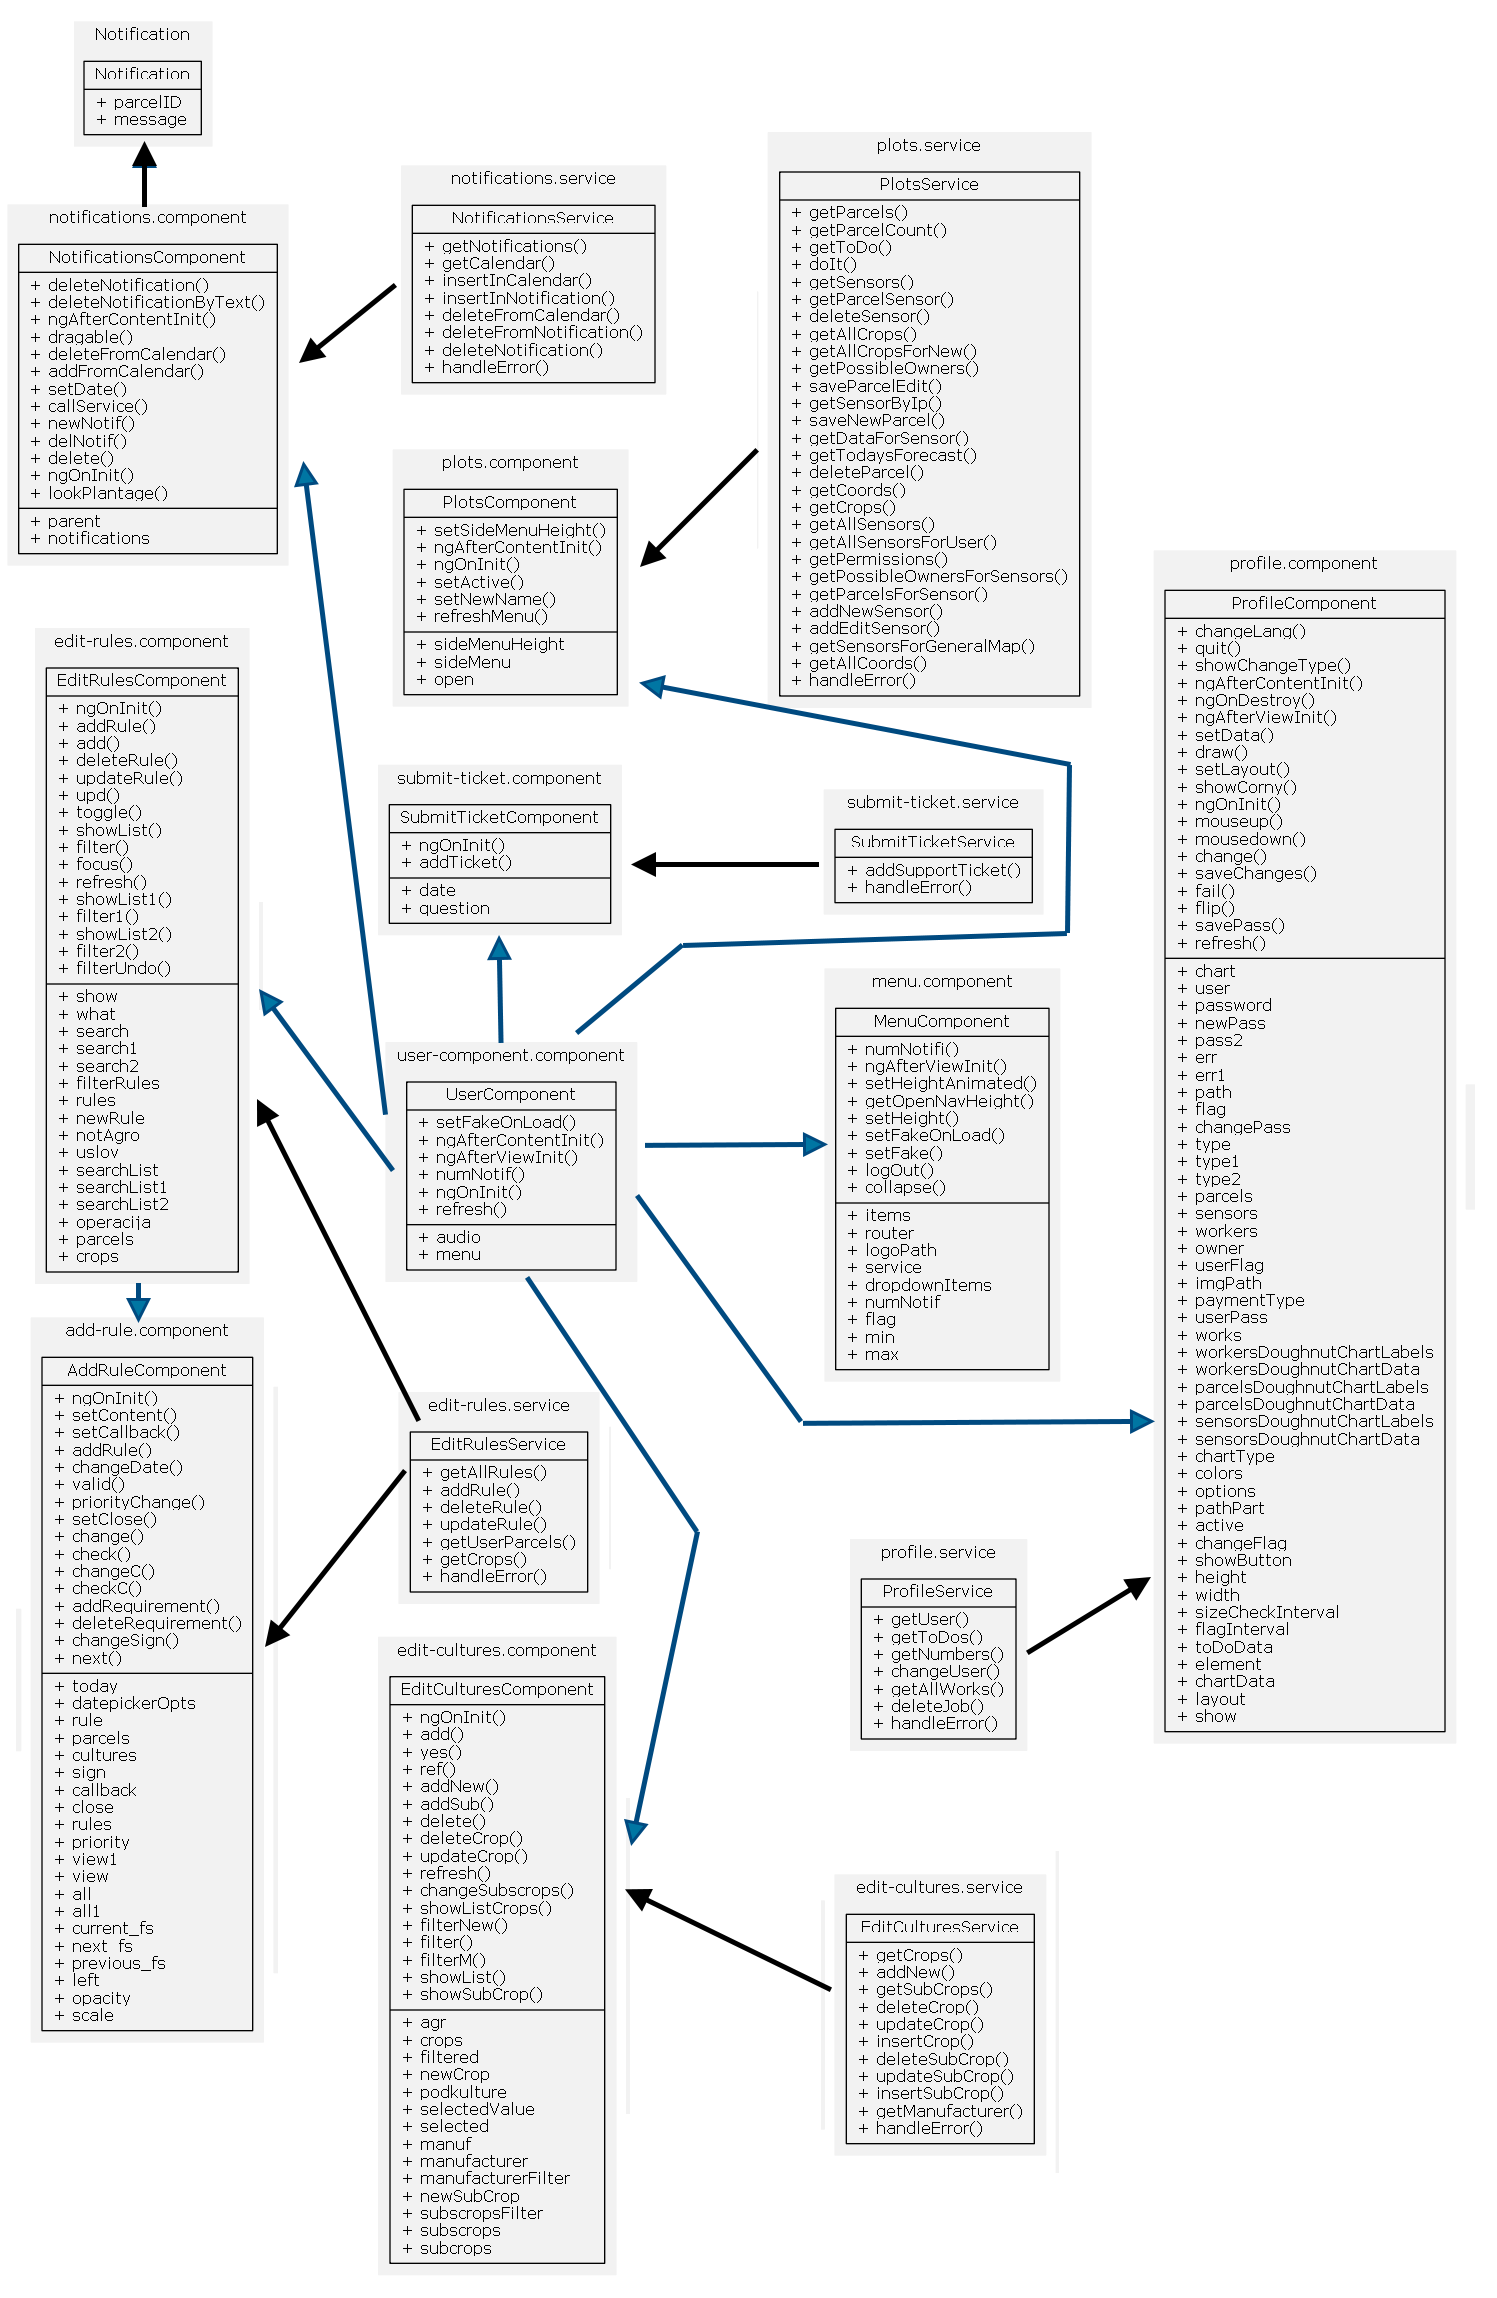 Notification
Notification
+ parcelID
+ message
notifications.component
NotificationsComponent
+ deleteNotification()
+ deleteNotificationByText()
+ ngAfterContentInit()
+ dragable()
+ deleteFromCalendar()
+ addFromCalendar()
+ setDate()
+ callService()
+ newNotif()
+ delNotif()
+ delete()
+ ngOnInit()
+ lookPlantage()
+ parent
+ notifications
notifications.service
NotificationsService
+ getNotifications()
+ getCalendar()
+ insertInCalendar()
+ insertInNotification()
+ deleteFromCalendar()
+ deleteFromNotification()
+ deleteNotification()
+ handleError()
plots.service
PlotsService
+ getParcels()
+ getParcelCount()
+ getToDo()
+ doIt()
+ getSensors()
+ getParcelSensor()
+ deleteSensor()
+ getAllCrops()
+ getAllCropsForNew()
+ getPossibleOwners()
+ saveParcelEdit()
+ getSensorByIp()
+ saveNewParcel()
+ getDataForSensor()
+ getTodaysForecast()
+ deleteParcel()
+ getCoords()
+ getCrops()
+ getAllSensors()
+ getAllSensorsForUser()
+ getPermissions()
+ getPossibleOwnersForSensors()
+ getParcelsForSensor()
+ addNewSensor()
+ addEditSensor()
+ getSensorsForGeneralMap()
+ getAllCoords()
+ handleError()
plots.component
PlotsComponent
+ setSideMenuHeight()
+ ngAfterContentInit()
+ ngOnInit()
+ setActive()
+ setNewName()
+ refreshMenu()
+ sideMenuHeight
+ sideMenu
+ open
profile.component
ProfileComponent
+ changeLang()
+ quit()
+ showChangeType()
+ ngAfterContentInit()
+ ngOnDestroy()
+ ngAfterViewInit()
+ setData()
+ draw()
+ setLayout()
+ showCorny()
+ ngOnInit()
+ mouseup()
+ mousedown()
+ change()
+ saveChanges()
+ fail()
+ flip()
+ savePass()
+ refresh()
+ chart
+ user
+ password
+ newPass
+ pass2
+ err
+ err1
+ path
+ flag
+ changePass
+ type
+ type1
+ type2
+ parcels
+ sensors
+ workers
+ owner
+ userFlag
+ imgPath
+ paymentType
+ userPass
+ works
+ workersDoughnutChartLabels
+ workersDoughnutChartData
+ parcelsDoughnutChartLabels
+ parcelsDoughnutChartData
+ sensorsDoughnutChartLabels
+ sensorsDoughnutChartData
+ chartType
+ colors
+ options
+ pathPart
+ active
+ changeFlag
+ showButton
+ height
+ width
+ sizeCheckInterval
+ flagInterval
+ toDoData
+ element
+ chartData
+ layout
+ show
edit-rules.component
EditRulesComponent
+ ngOnInit()
+ addRule()
+ add()
+ deleteRule()
+ updateRule()
+ upd()
+ toggle()
+ showList()
+ filter()
+ focus()
+ refresh()
+ showList1()
+ filter1()
+ showList2()
+ filter2()
+ filterUndo()
+ show
+ what
+ search
+ search1
+ search2
+ filterRules
+ rules
+ newRule
+ notAgro
+ uslov
+ searchList
+ searchList1
+ searchList2
+ operacija
+ parcels
+ crops
submit-ticket.component
SubmitTicketComponent
+ ngOnInit()
+ addTicket()
+ date
+ question
submit-ticket.service
SubmitTicketService
+ addSupportTicket()
+ handleError()
menu.component
MenuComponent
+ numNotifi()
+ ngAfterViewInit()
+ setHeightAnimated()
+ getOpenNavHeight()
+ setHeight()
+ setFakeOnLoad()
+ setFake()
+ logOut()
+ collapse()
+ items
+ router
+ logoPath
+ service
+ dropdownItems
+ numNotif
+ flag
+ min
+ max
user-component.component
UserComponent
+ setFakeOnLoad()
+ ngAfterContentInit()
+ ngAfterViewInit()
+ numNotif()
+ ngOnInit()
+ refresh()
+ audio
+ menu
add-rule.component
AddRuleComponent
+ ngOnInit()
+ setContent()
+ setCallback()
+ addRule()
+ changeDate()
+ valid()
+ priorityChange()
+ setClose()
+ change()
+ check()
+ changeC()
+ checkC()
+ addRequirement()
+ deleteRequirement()
+ changeSign()
+ next()
+ today
+ datepickerOpts
+ rule
+ parcels
+ cultures
+ sign
+ callback
+ close
+ rules
+ priority
+ view1
+ view
+ all
+ all1
+ current_fs
+ next_fs
+ previous_fs
+ left
+ opacity
+ scale
edit-rules.service
EditRulesService
+ getAllRules()
+ addRule()
+ deleteRule()
+ updateRule()
+ getUserParcels()
+ getCrops()
+ handleError()
profile.service
ProfileService
+ getUser()
+ getToDos()
+ getNumbers()
+ changeUser()
+ getAllWorks()
+ deleteJob()
+ handleError()
edit-cultures.component
EditCulturesComponent
+ ngOnInit()
+ add()
+ yes()
+ ref()
+ addNew()
+ addSub()
+ delete()
+ deleteCrop()
+ updateCrop()
+ refresh()
+ changeSubscrops()
+ showListCrops()
+ filterNew()
+ filter()
+ filterM()
+ showList()
+ showSubCrop()
+ agr
+ crops
+ filtered
+ newCrop
+ podkulture
+ selectedValue
+ selected
+ manuf
+ manufacturer
+ manufacturerFilter
+ newSubCrop
+ subscropsFilter
+ subscrops
+ subcrops
edit-cultures.service
EditCulturesService
+ getCrops()
+ addNew()
+ getSubCrops()
+ deleteCrop()
+ updateCrop()
+ insertCrop()
+ deleteSubCrop()
+ updateSubCrop()
+ insertSubCrop()
+ getManufacturer()
+ handleError()